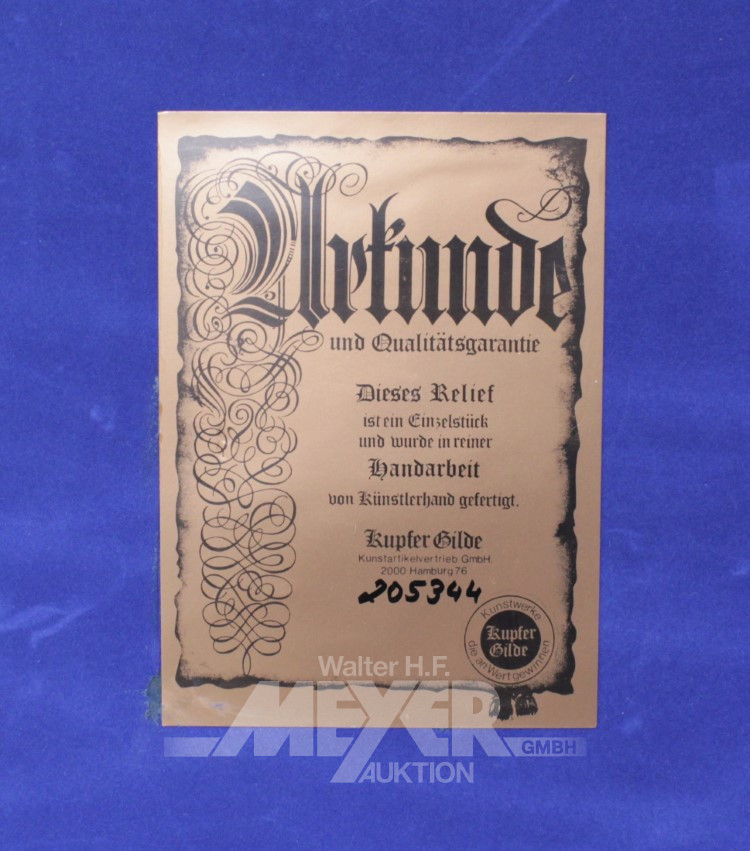 Urkunde
und Qualitätsgarantie
Dieses Relief
ist ein Einzelstück
und wurde in reiner
Handarbeit
von Künstlerhand gefertigt.
Kupfer Gilde
Kunstartikelvertrieb GmbH.
2000 Hamburg 76
205344
Kunstwerke
Kupfer
Gilde
die an Wert gewinnen
Walter H.F.
MEYER
GMBH
AUKTION